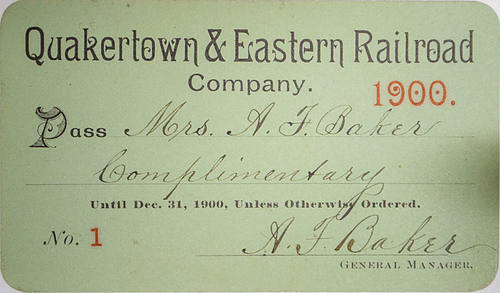 Quakertown & Eastern Railroad
Company.
1900.
Pass Mrs. A. F. Baker
Complimentary
Until Dec. 31, 1900, Unless Otherwise Ordered.
No. 1
A. F. Baker
GENERAL MANAGER.